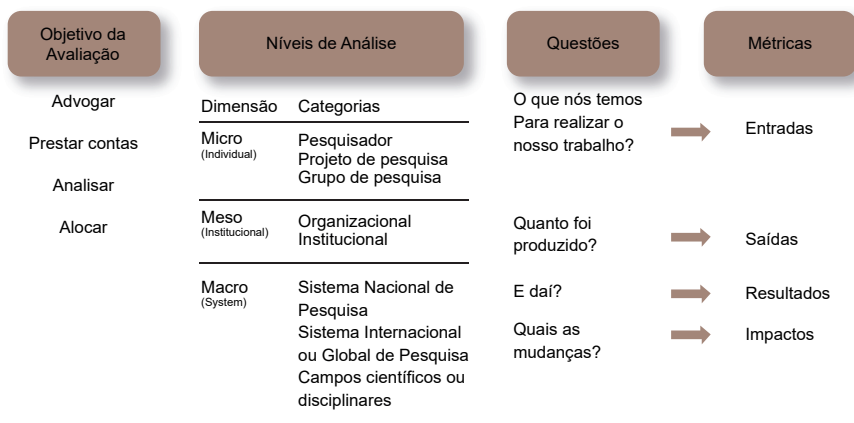 Objetivo da
Avaliação
Advogar
Prestar contas
Analisar
Alocar
Níveis de Análise
Dimensão Categorias
Micro
(Individual)
Pesquisador
Projeto de pesquisa
Grupo de pesquisa
Meso
(Institucional)
Organizacional
Institucional
Macro
(System)
Sistema Nacional de
Pesquisa
Sistema Internacional
ou Global de Pesquisa
Campos científicos ou
disciplinares
Questões
O que nós temos
Para realizar o
nosso trabalho?
Quanto foi
produzido?
E daí?
Quais as
mudanças?
Métricas
Entradas
Saídas
Resultados
Impactos